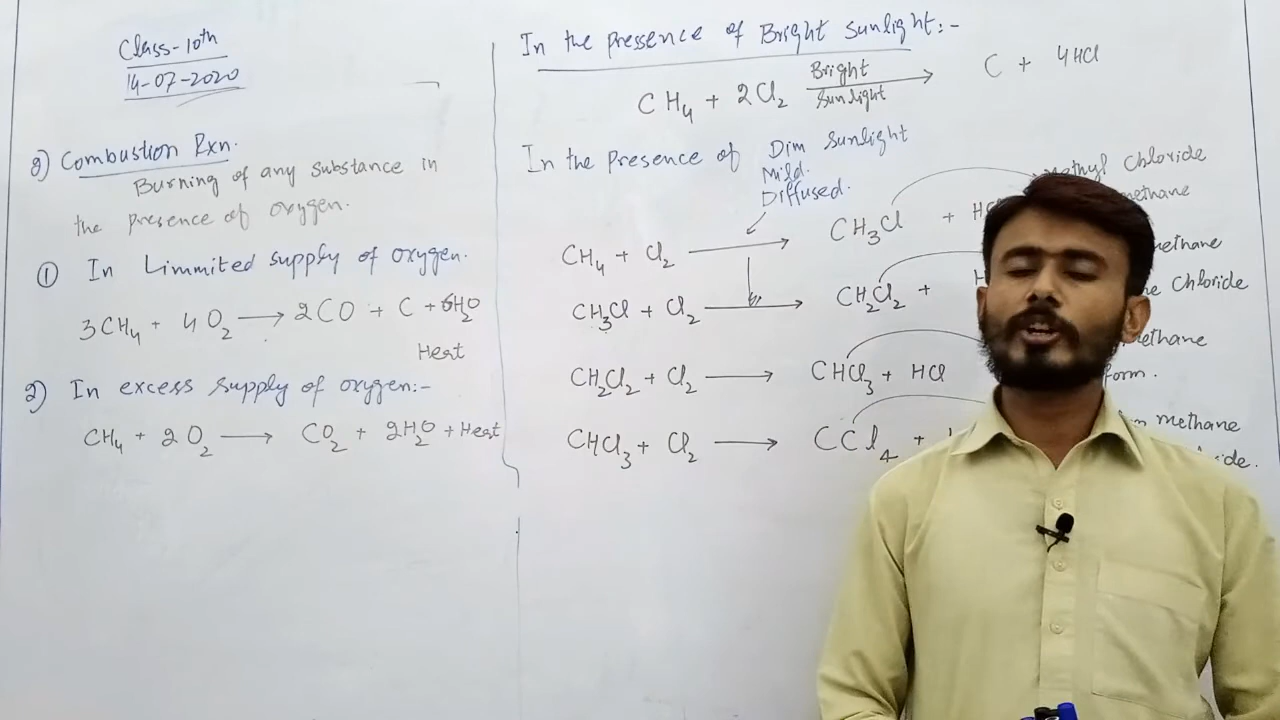 Class-10th
14-07-2020
2) Combustion Rxn.
Burning of any substance in
the presence of oxygen.
① In Limmited supply of oxygen.
3CH₄ + 4O₂ → 2CO + C + 6H₂O
Heat
2) In excess supply of oxygen:-
CH₄ + 2O₂ → CO₂ + 2H₂O + Heat
In the pressence of Bright sunlight:-
CH₄ + 2Cl₂ Bright Sunlight → C + 4HCl
In the presence of Dim sunlight
Mild.
Diffused.
Methyl Chloride
methane
CH₄ + Cl₂ → CH₃Cl +
methane
CH₃Cl + Cl₂ → CH₂Cl₂ +
Chloride
methane
CH₂Cl₂ + Cl₂ → CHCl₃ + HCl
form.
methane
CHCl₃ + Cl₂ → CCl₄ +
ide.